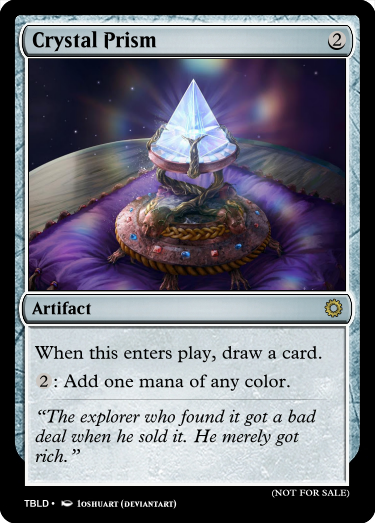 Crystal Prism 2
Artifact
When this enters play, draw a card.
2: Add one mana of any color.
“The explorer who found it got a bad
deal when he sold it. He merely got
rich.”
(NOT FOR SALE)
TBLD • Ioshuart (deviantart)